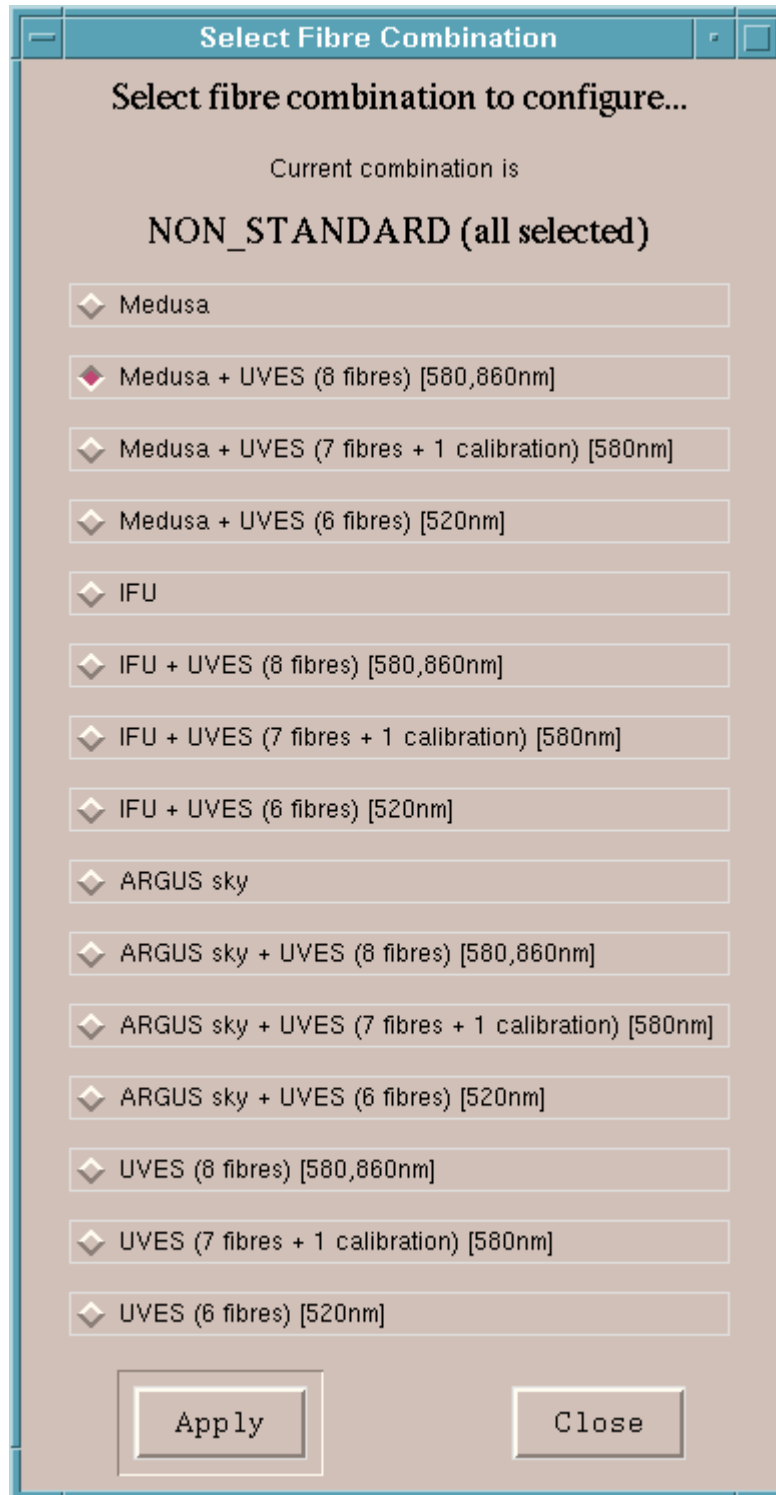 Select Fibre Combination
Select fibre combination to configure...
Current combination is
NON_STANDARD (all selected)
Medusa
Medusa + UVES (8 fibres) [580,860nm]
Medusa + UVES (7 fibres + 1 calibration) [580nm]
Medusa + UVES (6 fibres) [520nm]
IFU
IFU + UVES (8 fibres) [580,860nm]
IFU + UVES (7 fibres + 1 calibration) [580nm]
IFU + UVES (6 fibres) [520nm]
ARGUS sky
ARGUS sky + UVES (8 fibres) [580,860nm]
ARGUS sky + UVES (7 fibres + 1 calibration) [580nm]
ARGUS sky + UVES (6 fibres) [520nm]
UVES (8 fibres) [580,860nm]
UVES (7 fibres + 1 calibration) [580nm]
UVES (6 fibres) [520nm]
Apply Close